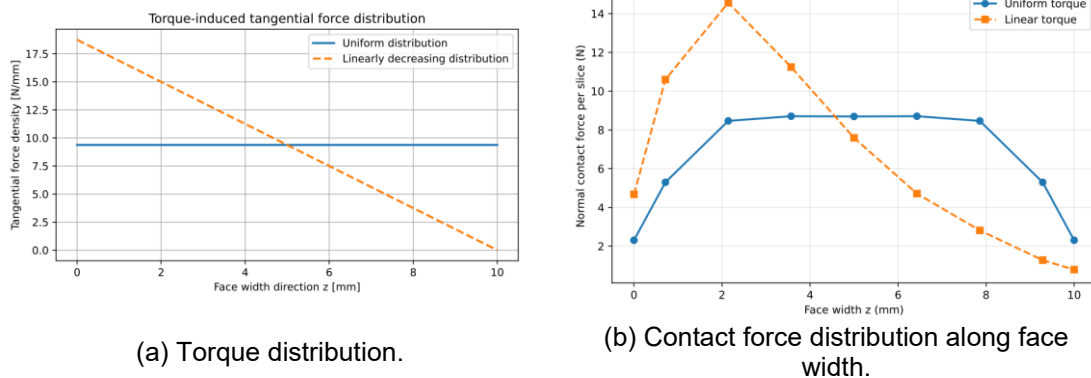 Torque-induced tangential force distribution
Tangential force density [N/mm]
17.5
15.0
12.5
10.0
7.5
5.0
2.5
0.0
Uniform distribution
Linearly decreasing distribution
0 2 4 6 8 10
Face width direction z [mm]
(a) Torque distribution.
Normal contact force per slice (N)
14
12
10
8
6
4
2
Uniform torque
Linear torque
0 2 4 6 8 10
Face width z (mm)
(b) Contact force distribution along face
width.